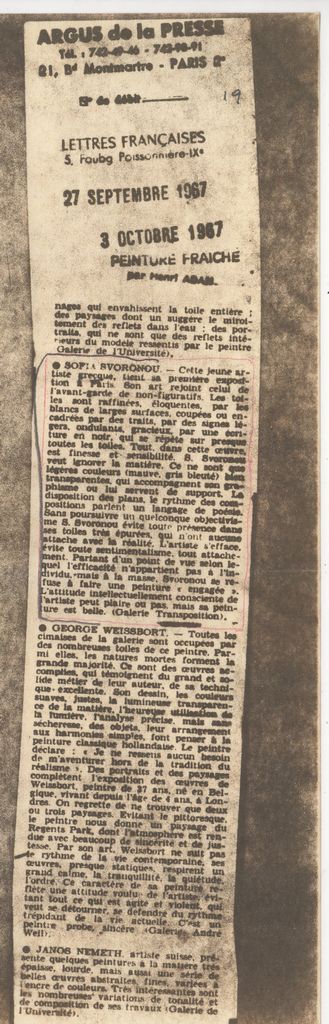 ARGUS de la PRESSE
Tél. : 742-49-46 - 742-98-91
21, Bd Montmartre - PARIS 2e
N° de débit
19
LETTRES FRANÇAISES
5, Faubg Poissonnière-IXe
27 SEPTEMBRE 1967
3 OCTOBRE 1967
PEINTURE FRAICHE
par Henri ADAM.
nages qui envahissent la toile entière ;
des paysages dont un suggère le miroi-
tement des reflets dans l'eau ; des por-
traits, qui ne sont que des reflets inté-
rieurs du modèle ressentis par le peintre
(Galerie de l'Université).
● SOFIA SVORONOU. — Cette jeune ar-
tiste grecque, tient sa première exposi-
tion à Paris. Son art rejoint celui de
l'avant-garde de non-figuratifs. Les toi-
les sont raffinées, éloquentes, par les
blancs de larges surfaces, coupées ou en-
cadrées par des traits, par des signes lé-
gers, ondulants, gracieux, par une écri-
ture en noir, qui se répète sur presque
toutes les toiles. Tout, dans cette œuvre,
est finesse et sensibilité. S. Svoronou
veut ignorer la matière. Ce ne sont que
légères couleurs (mauve, gris bleuté) bien
transparentes, qui accompagnent son gra-
phisme ou lui servent de support. La
disposition des plans, le rythme des com-
positions parlent un langage de poésie,
sans poursuivre un quelconque objectivis-
me S. Svoronou évite toute présence dans
ses toiles très épurées, qui n'ont aucune
attache avec la réalité. L'artiste s'efface,
évite toute sentimentalisme, tout attache-
ment. Partant d'un point de vue selon le-
quel l'efficacité n'appartient pas à l'in-
dividu, mais à la masse, Svoronou se re-
fuse à faire une peinture « engagée ».
L'attitude intellectuellement consciente de
l'artiste peut plaire ou pas, mais sa pein-
ture est belle. (Galerie Transposition).
● GEORGE WEISSBORT. — Toutes les
cimaises de la galerie sont occupées par
des nombreuses toiles de ce peintre. Par-
mi elles, les natures mortes forment la
grande majorité. Ce sont des œuvres ac-
complies, qui témoignent du grand et so-
lide métier de leur auteur, de sa techni-
que excellente. Son dessin, les couleurs
suaves, justes, la lumineuse transparen-
ce de la matière, l'heureuse utilisation de
la lumière, l'analyse précise, mais sans
sécheresse, des objets, leur arrangement
aux harmonies simples, font penser à la
peinture classique hollandaise. Le peintre
déclare : « Je ne ressens aucun besoin
de m'aventurer hors de la tradition du
réalisme ». Des portraits et des paysages
complètent l'exposition des œuvres de
Weissbort, peintre de 37 ans, né en Bel-
gique, vivant depuis l'âge de 4 ans, à Lon-
dres. On regrette de ne trouver que deux
ou trois paysages. Evitant le pittoresque,
le peintre nous donne un paysage du
Regents Park, dont l'atmosphère est ren-
due avec beaucoup de sincérité et de jus-
tesse. Par son art, Weissbort ne suit pas
le rythme de la vie contemporaine, ses
œuvres, presque statiques, respirent un
grand calme, la tranquillité, la quiétude,
l'ordre. Ce caractère de sa peinture re-
flète une attitude voulue de l'artiste, évi-
tant tout ce qui est agité et violent, qui
veut se détourner, se défendre du rythme
trépidant de la vie actuelle. C'est un
peintre probe, sincère (Galerie André
Weil)
● JANOS NEMETH, artiste suisse, pré-
sente quelques peintures à la matière très
épaisse, lourde, mais aussi une série de
belles œuvres abstraites, fines, variées à
l'encre de couleurs. Très intéressantes sont
les nombreuses variations de tonalité et
de composition de ses travaux (Galerie de
l'Université).